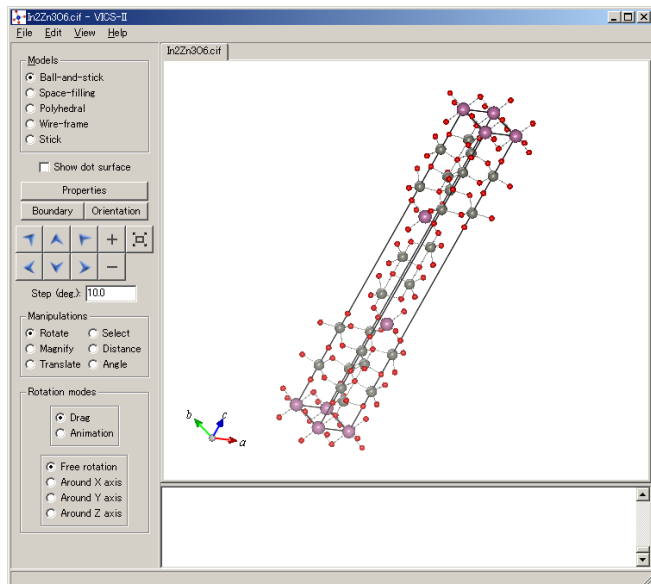 In2Zn3O6.cif - VICS-II
File Edit View Help
In2Zn3O6.cif
Models
Ball-and-stick
Space-filling
Polyhedral
Wire-frame
Stick
Show dot surface
Properties
Boundary Orientation
Step (deg.): 10.0
Manipulations
Rotate Select
Magnify Distance
Translate Angle
Rotation modes
Drag
Animation
Free rotation
Around X axis
Around Y axis
Around Z axis
b c
a